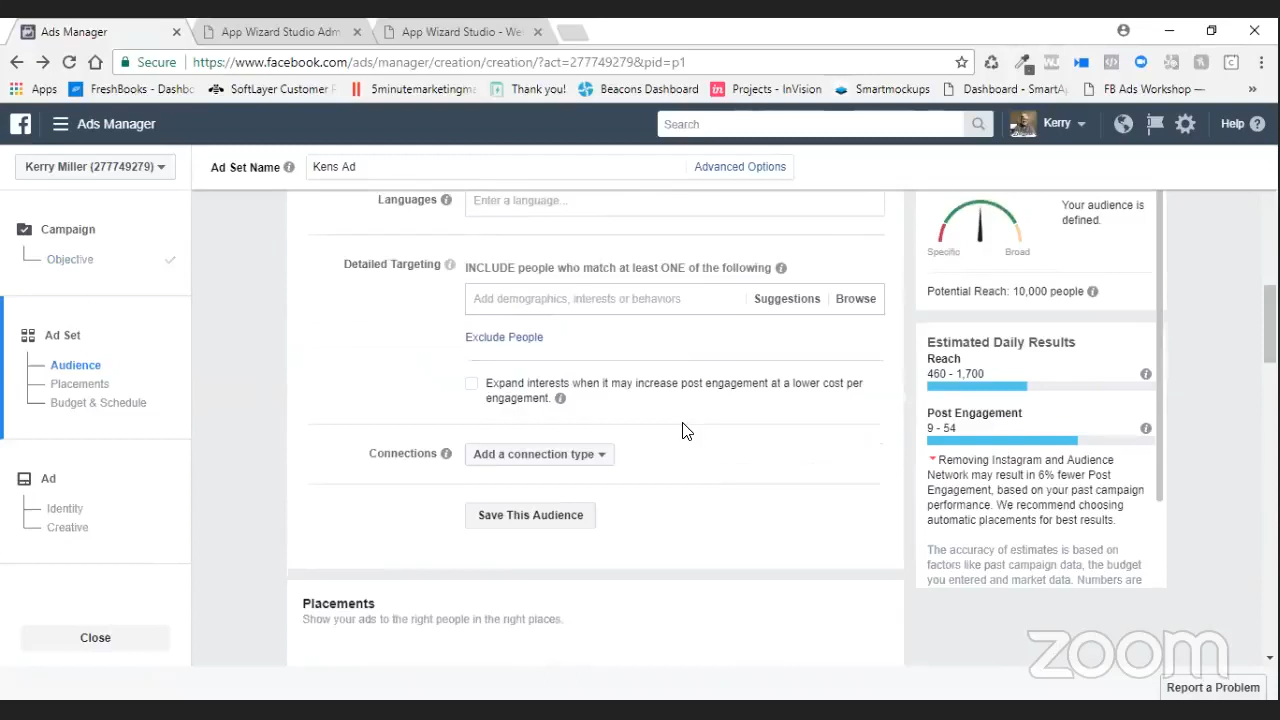 Ads Manager
App Wizard Studio Adm
App Wizard Studio - We
Secure
https://www.facebook.com/ads/manager/creation/creation/?act=277749279&pid=p1
Apps
FreshBooks - Dashbo
SoftLayer Customer
5minutemarketingma
Thank you!
Beacons Dashboard
Projects - InVision
Smartmockups
Dashboard - SmartA
FB Ads Workshop —
Ads Manager
Search
Kerry
Help
Kerry Miller (277749279)
Ad Set Name
Kens Ad
Advanced Options
Campaign
Objective
Ad Set
Audience
Placements
Budget & Schedule
Ad
Identity
Creative
Close
Languages
Enter a language...
Detailed Targeting
INCLUDE people who match at least ONE of the following
Add demographics, interests or behaviors
Suggestions
Browse
Exclude People
Expand interests when it may increase post engagement at a lower cost per
engagement.
Connections
Add a connection type
Save This Audience
Placements
Show your ads to the right people in the right places.
Your audience is
defined.
Specific
Broad
Potential Reach: 10,000 people
Estimated Daily Results
Reach
460 - 1,700
Post Engagement
9 - 54
* Removing Instagram and Audience
Network may result in 6% fewer Post
Engagement, based on your past campaign
performance. We recommend choosing
automatic placements for best results.
The accuracy of estimates is based on
factors like past campaign data, the budget
you entered and market data. Numbers are
zoom
Report a Problem